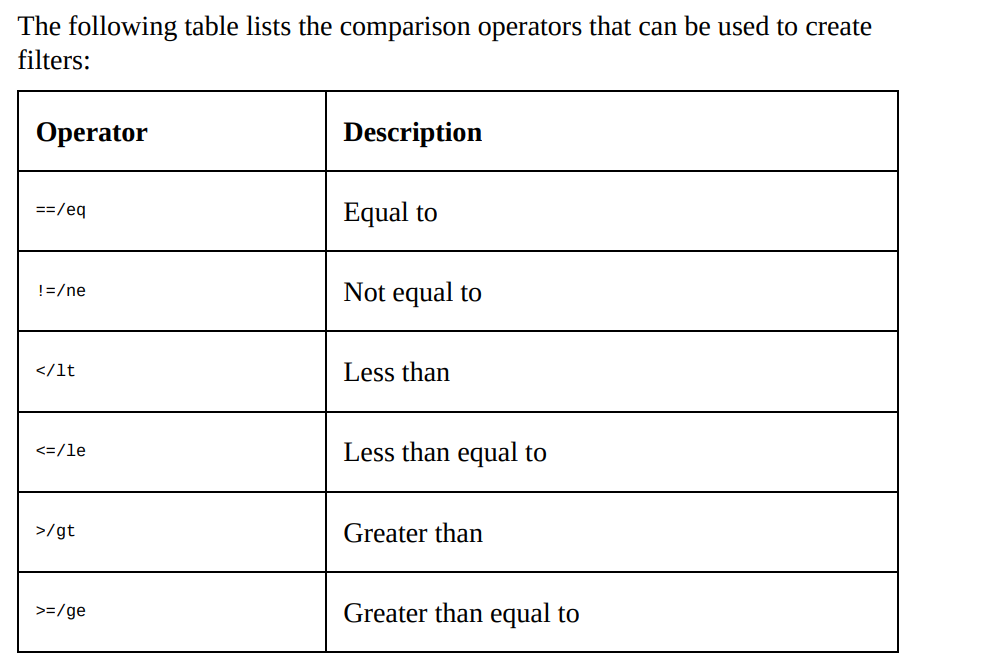 The following table lists the comparison operators that can be used to create
filters:
Operator Description
==/eq Equal to
!=/ne Not equal to
</lt Less than
<=/le Less than equal to
>/gt Greater than
>=/ge Greater than equal to